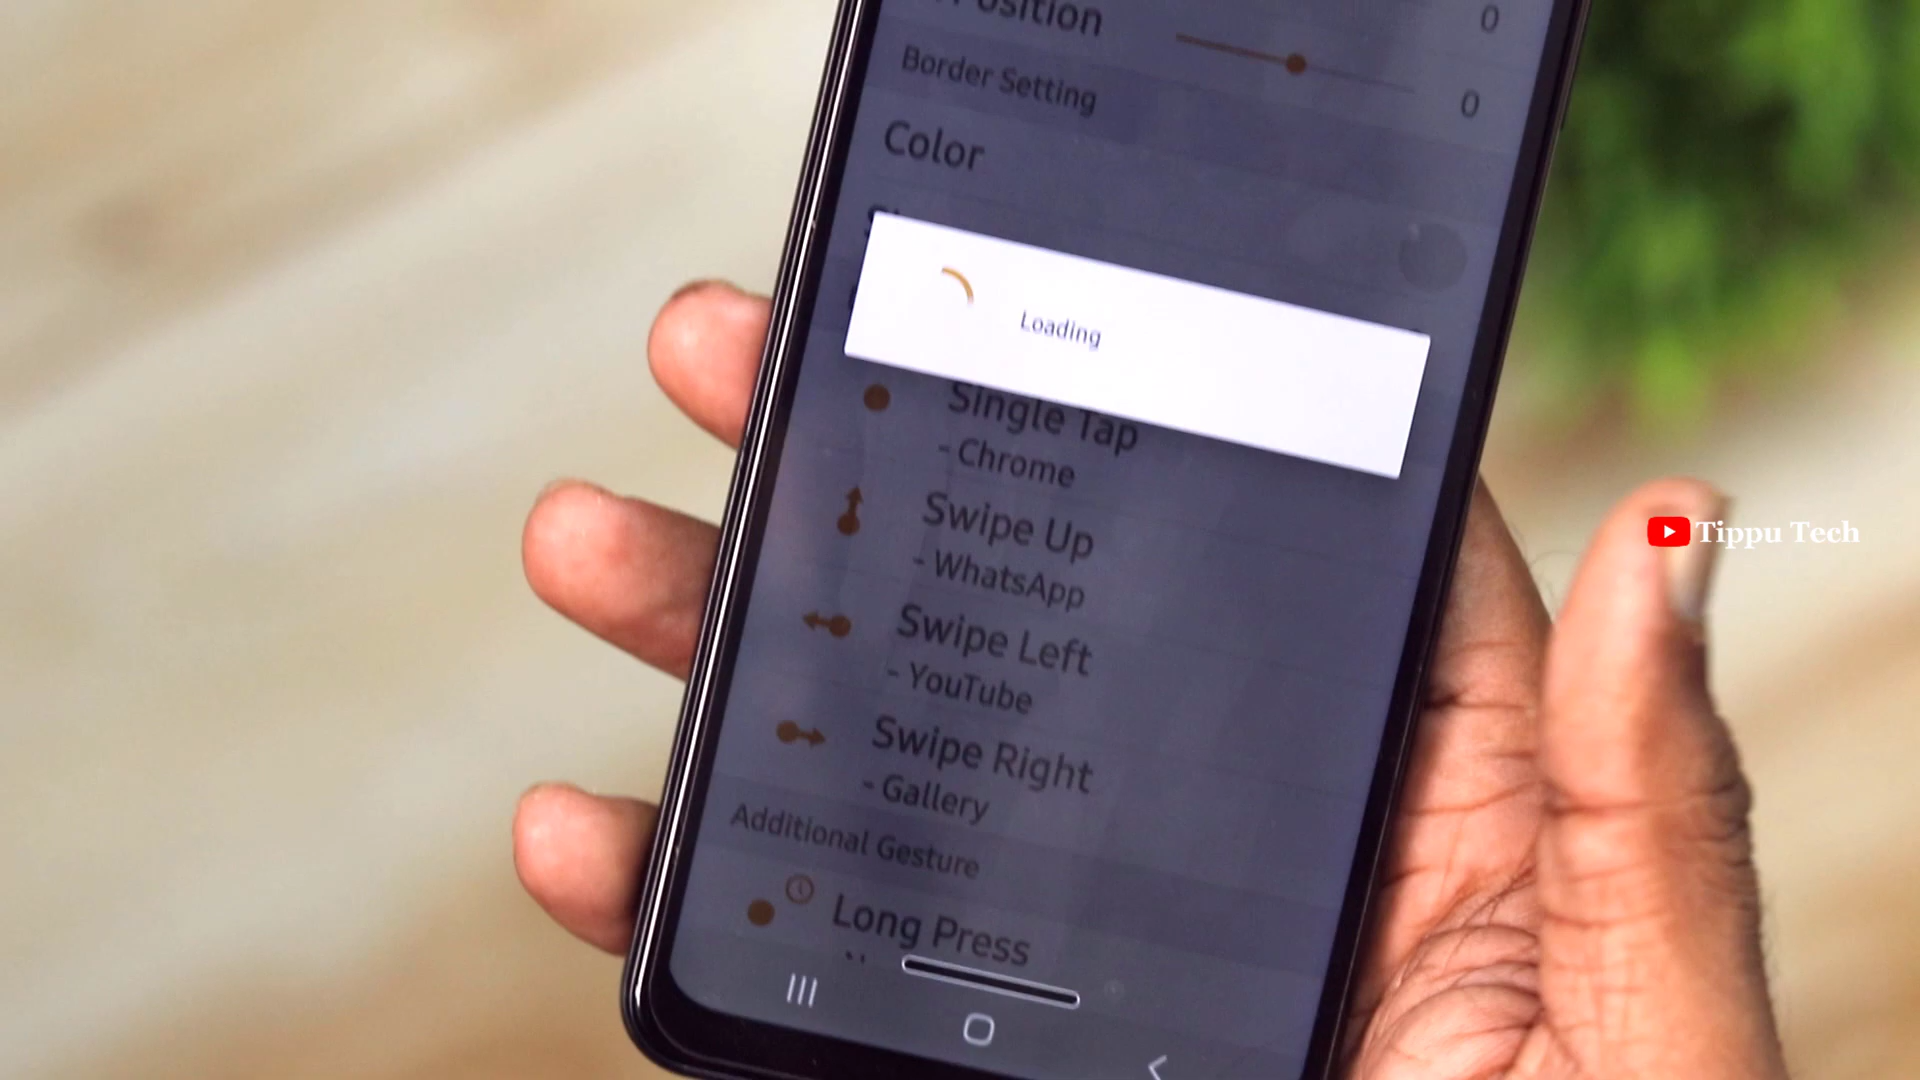 Position
0
Border Setting
0
Color
Loading
Single Tap
- Chrome
Swipe Up
- WhatsApp
Swipe Left
- YouTube
Swipe Right
- Gallery
Additional Gesture
Long Press
Tippu Tech